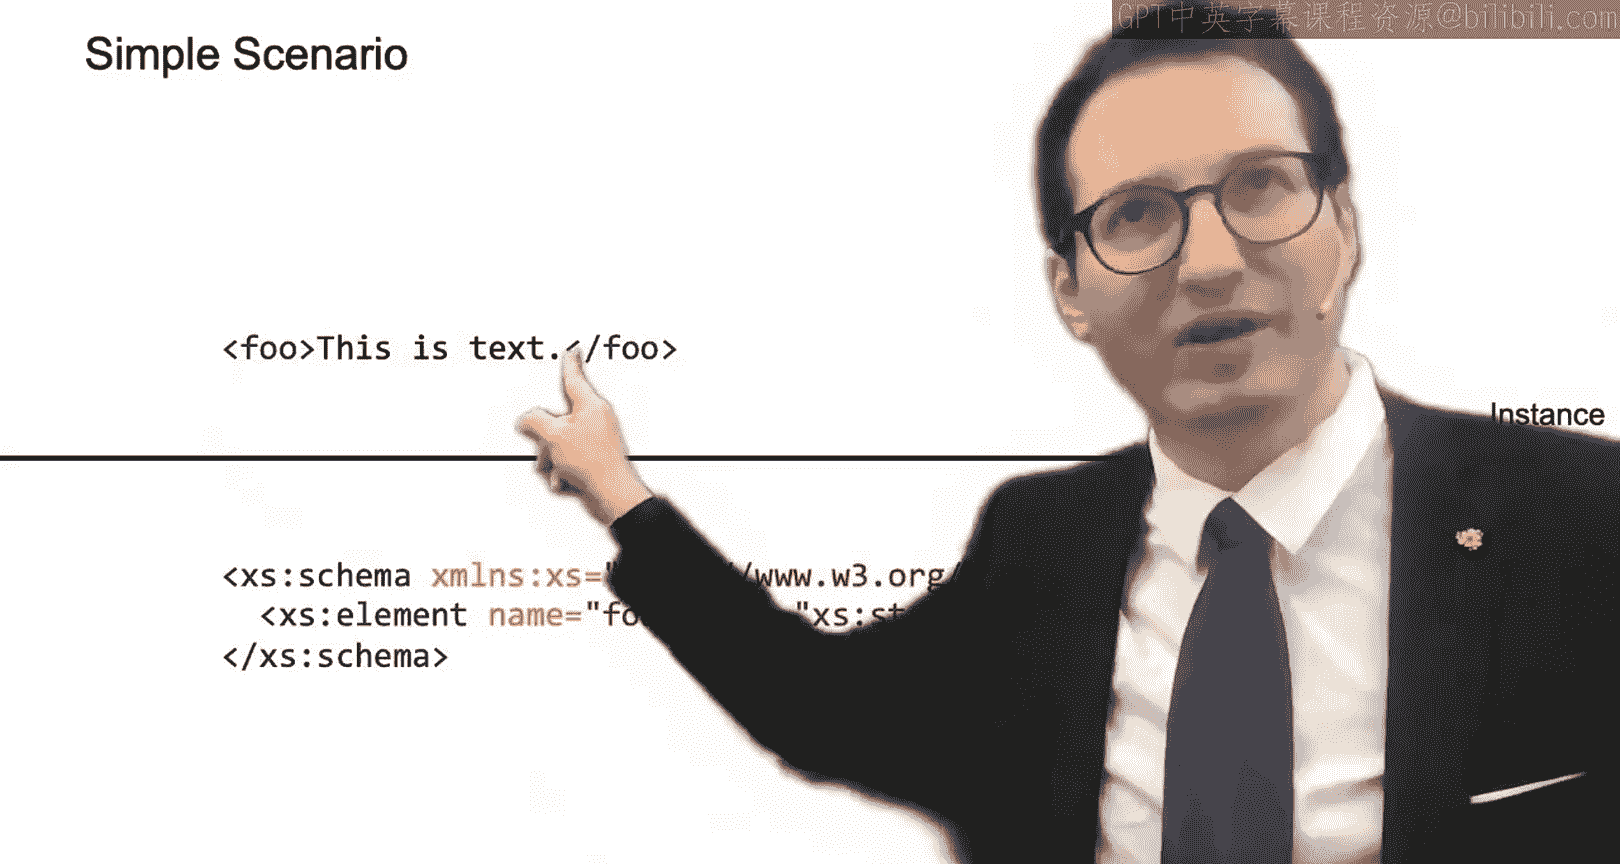 GPT中英字幕课程资源@bilibili.com
Simple Scenario
<foo>This is text.</foo>
Instance
<xs:schema xmlns:xs=" /www.w3.org/
<xs:element name="fo "xs:st
</xs:schema>